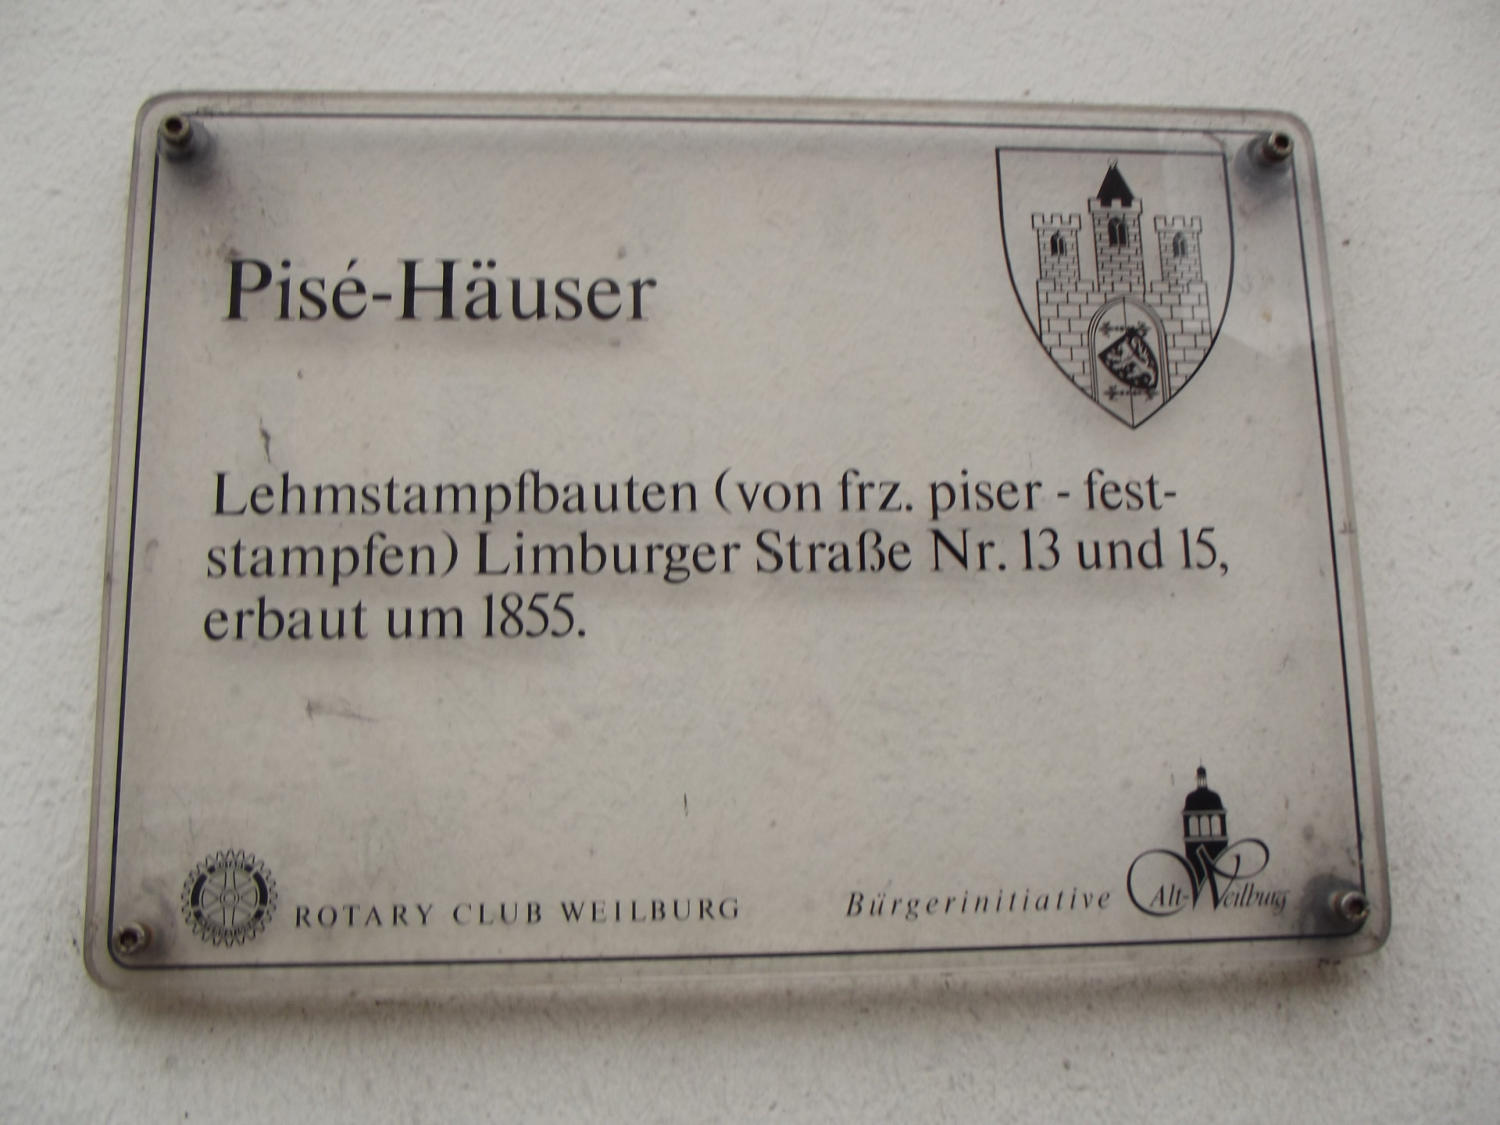 Pisé-Häuser
Lehmstampfbauten (von frz. piser - fest-
stampfen) Limburger Straße Nr. 13 und 15,
erbaut um 1855.
ROTARY CLUB WEILBURG
Bürgerinitiative Alt-Weilburg